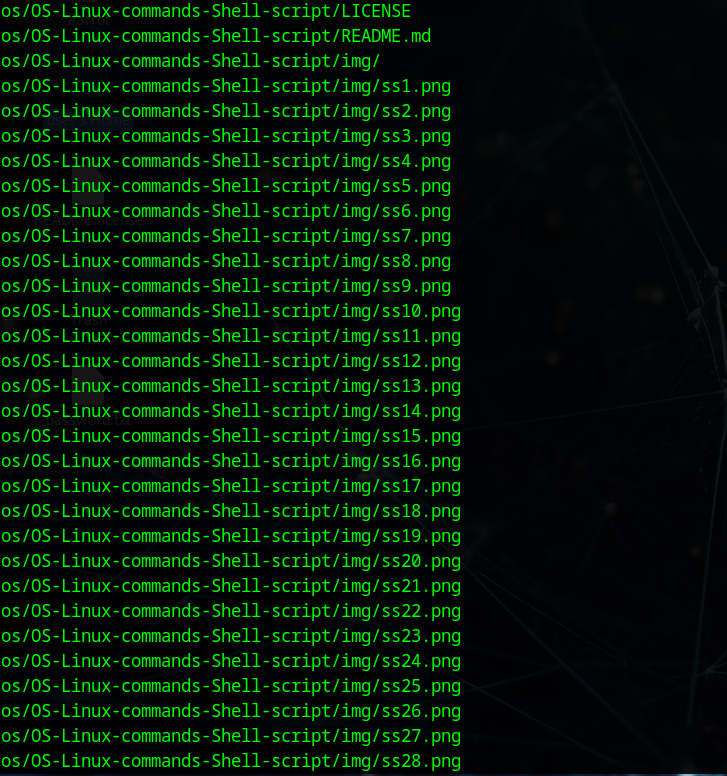 os/OS-Linux-commands-Shell-script/LICENSE
os/OS-Linux-commands-Shell-script/README.md
os/OS-Linux-commands-Shell-script/img/
os/OS-Linux-commands-Shell-script/img/ss1.png
os/OS-Linux-commands-Shell-script/img/ss2.png
os/OS-Linux-commands-Shell-script/img/ss3.png
os/OS-Linux-commands-Shell-script/img/ss4.png
os/OS-Linux-commands-Shell-script/img/ss5.png
os/OS-Linux-commands-Shell-script/img/ss6.png
os/OS-Linux-commands-Shell-script/img/ss7.png
os/OS-Linux-commands-Shell-script/img/ss8.png
os/OS-Linux-commands-Shell-script/img/ss9.png
os/OS-Linux-commands-Shell-script/img/ss10.png
os/OS-Linux-commands-Shell-script/img/ss11.png
os/OS-Linux-commands-Shell-script/img/ss12.png
os/OS-Linux-commands-Shell-script/img/ss13.png
os/OS-Linux-commands-Shell-script/img/ss14.png
os/OS-Linux-commands-Shell-script/img/ss15.png
os/OS-Linux-commands-Shell-script/img/ss16.png
os/OS-Linux-commands-Shell-script/img/ss17.png
os/OS-Linux-commands-Shell-script/img/ss18.png
os/OS-Linux-commands-Shell-script/img/ss19.png
os/OS-Linux-commands-Shell-script/img/ss20.png
os/OS-Linux-commands-Shell-script/img/ss21.png
os/OS-Linux-commands-Shell-script/img/ss22.png
os/OS-Linux-commands-Shell-script/img/ss23.png
os/OS-Linux-commands-Shell-script/img/ss24.png
os/OS-Linux-commands-Shell-script/img/ss25.png
os/OS-Linux-commands-Shell-script/img/ss26.png
os/OS-Linux-commands-Shell-script/img/ss27.png
os/OS-Linux-commands-Shell-script/img/ss28.png